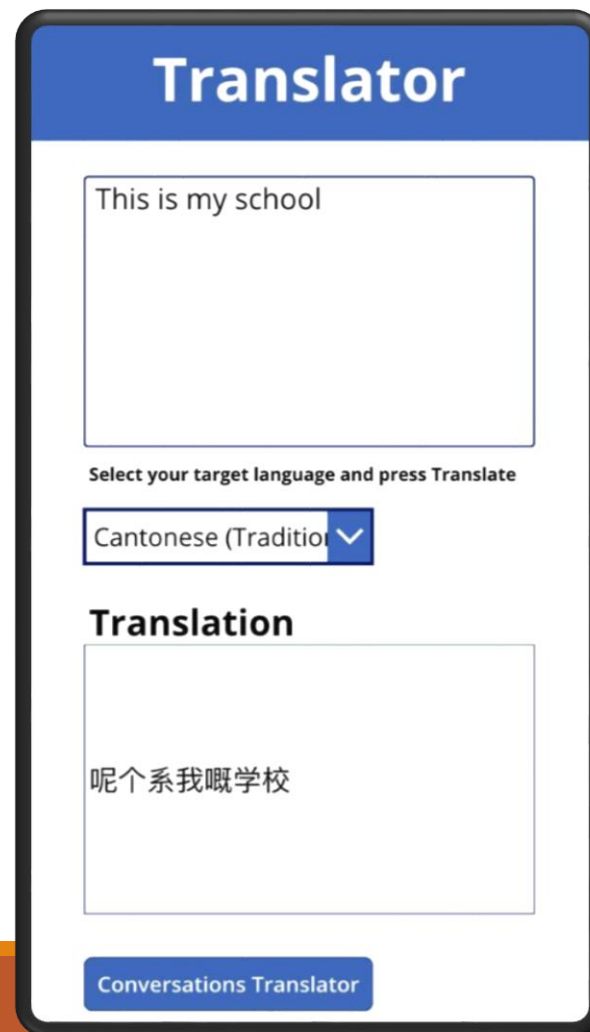 Translator
This is my school
Select your target language and press Translate
Cantonese (Traditio
Translation
呢个系我嘅学校
Conversations Translator